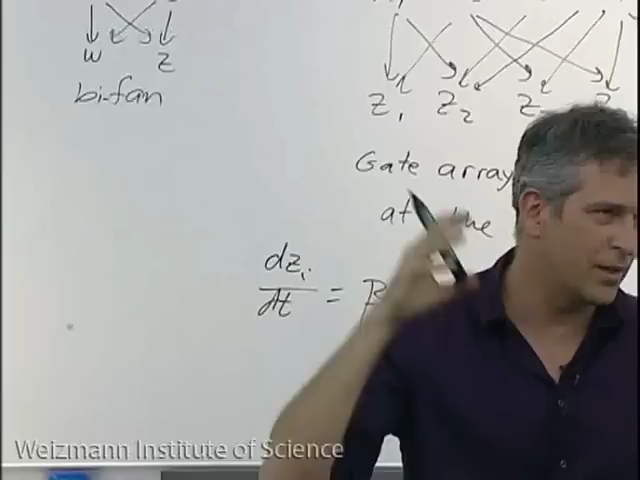 w z
bi-fan
Z₁ Z₂ Z Z
Gate array
at the
dzᵢ
dt = β
Weizmann Institute of Science